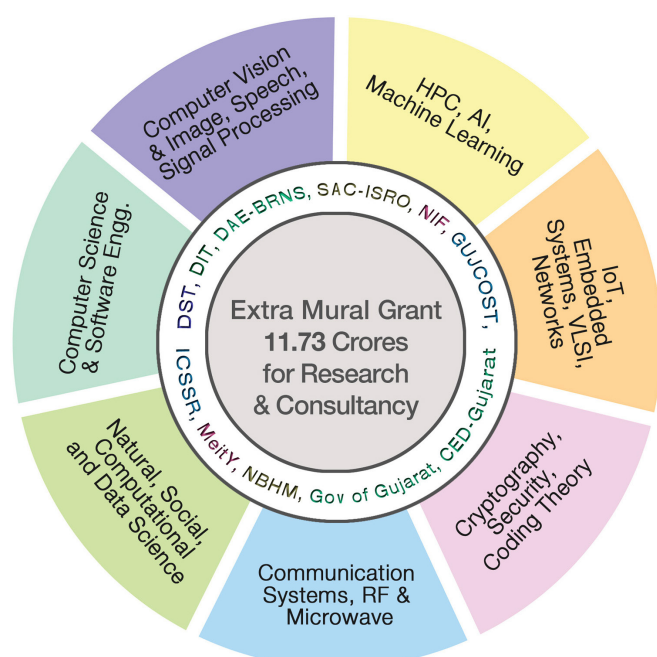 Computer Vision
& Image, Speech,
Signal Processing
HPC, AI,
Machine Learning
IoT,
Embedded
Systems, VLSI,
Networks
Cryptography,
Security,
Coding Theory
Communication
Systems, RF &
Microwave
Natural, Social,
Computational
and Data Science
Computer Science
& Software Engg.
DST, DIT, DAE-BRNS, SAC-ISRO, NIF, GUJCOST,
ICSSR, MeitY, NBHM, Gov of Gujarat, CED-Gujarat
Extra Mural Grant
11.73 Crores
for Research
& Consultancy